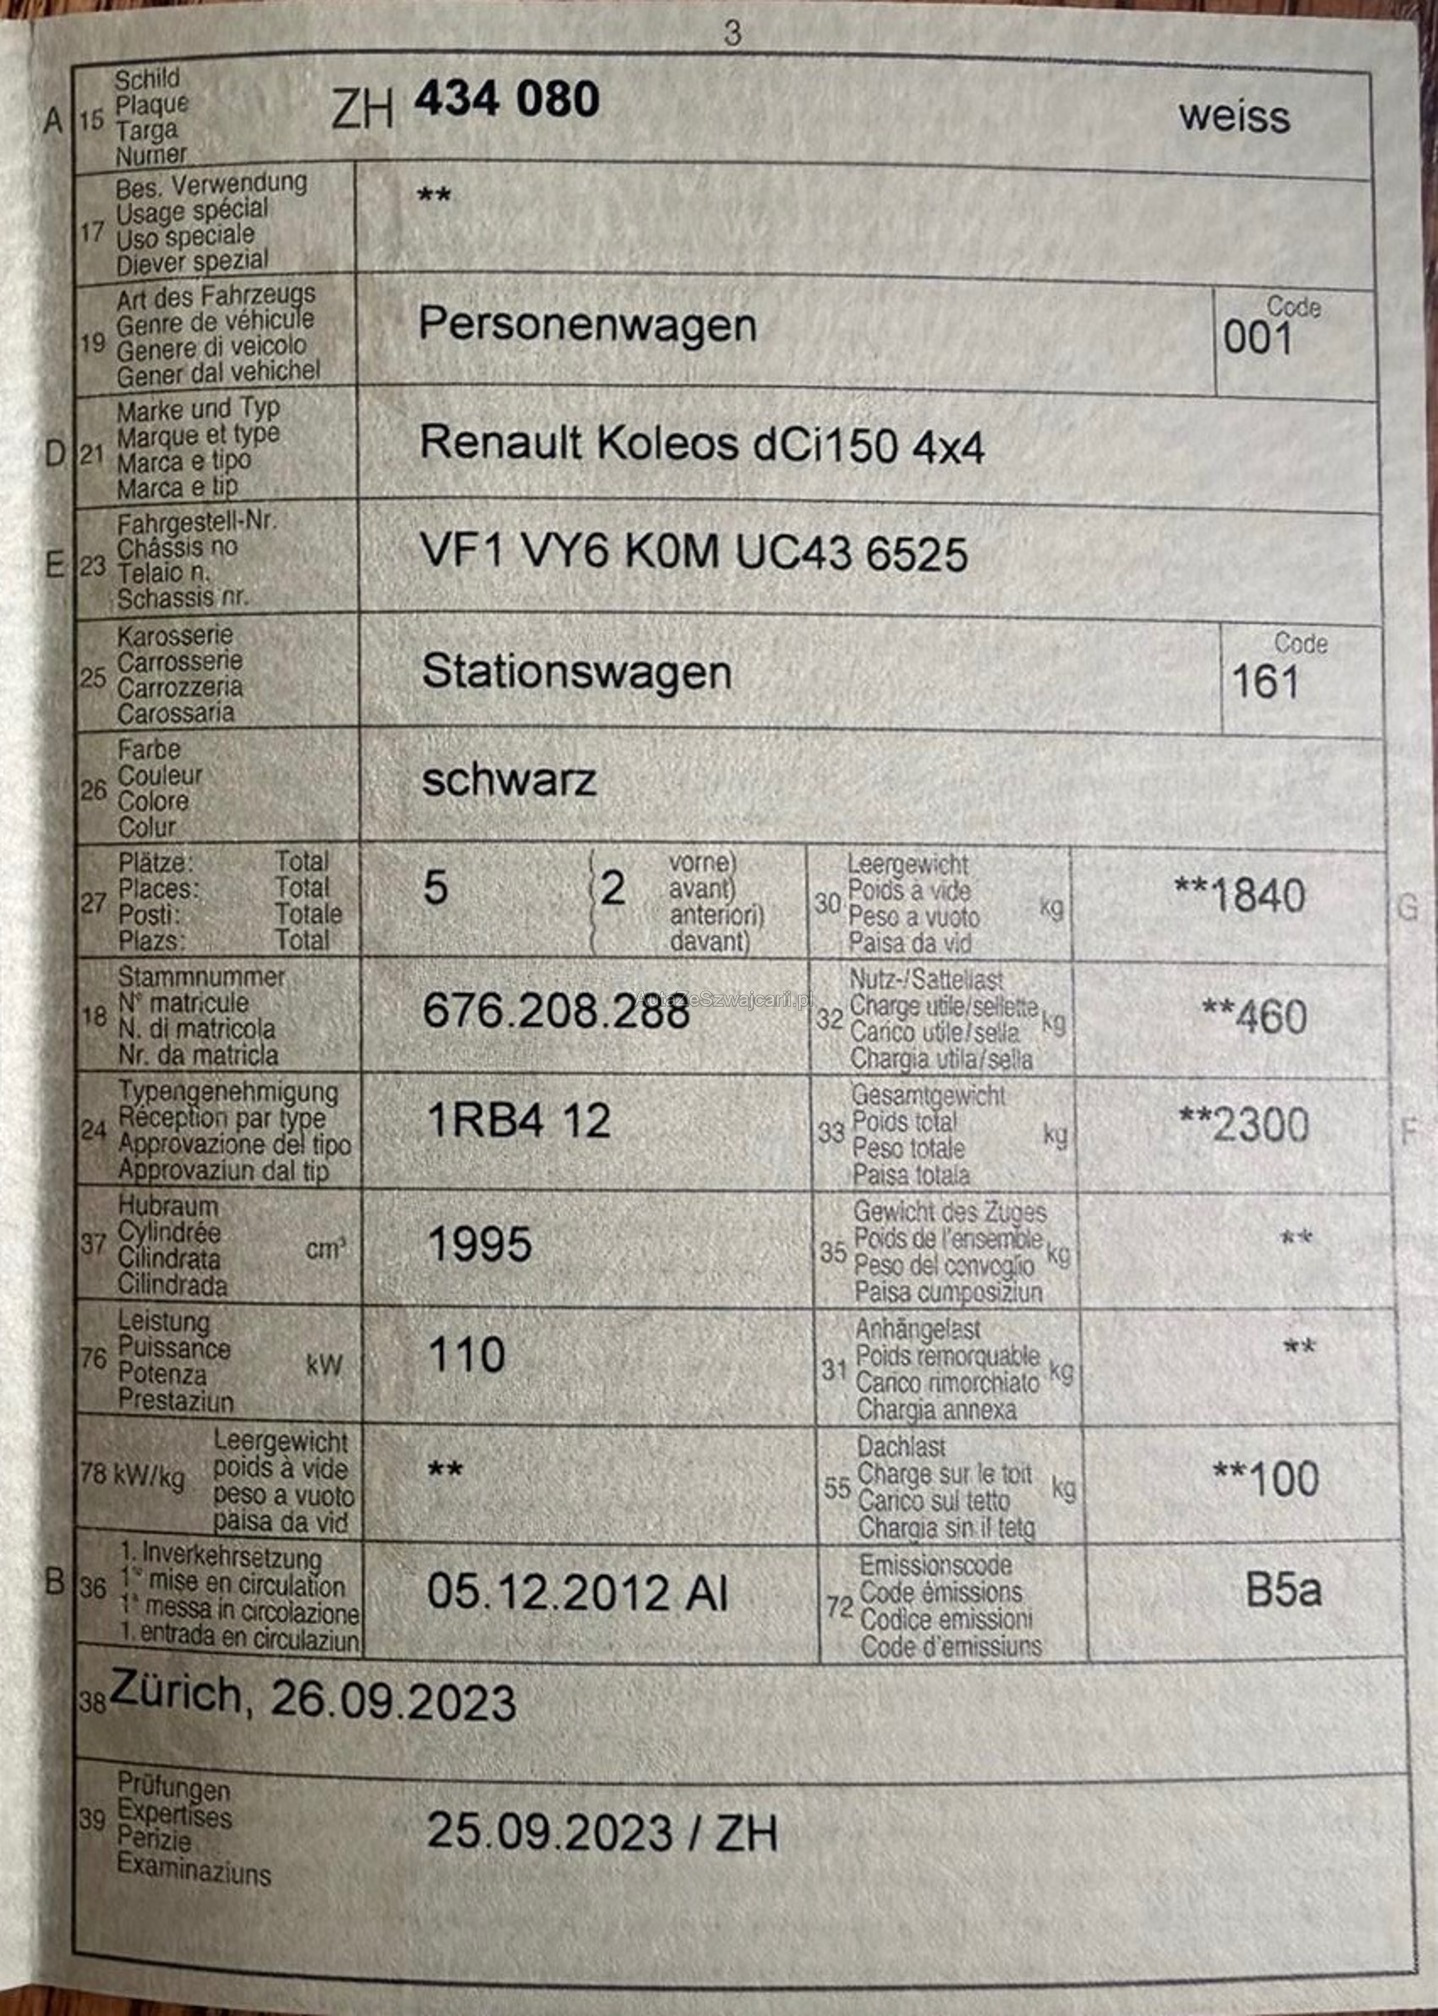 3
A 15 Schild
Plaque
Targa
Numer
ZH 434 080 weiss
17 Bes. Verwendung
Usage spécial
Uso speciale
Diever spezial
**
19 Art des Fahrzeugs
Genre de véhicule
Genere di veicolo
Gener dal vehichel
Personenwagen
Code
001
D 21 Marke und Typ
Marque et type
Marca e tipo
Marca e tip
Renault Koleos dCi150 4x4
E 23 Fahrgestell-Nr.
Châssis no
Telaio n.
Schassis nr.
VF1 VY6 K0M UC43 6525
25 Karosserie
Carrosserie
Carrozzeria
Carossaria
Stationswagen
Code
161
26 Farbe
Couleur
Colore
Colur
schwarz
27 Plätze: Total
Places: Total
Posti: Totale
Plazs: Total
5 ( 2 vorne)
avant)
anteriori)
davant)
30 Leergewicht
Poids à vide
Peso a vuoto kg
Paisa da vid
**1840 G
18 Stammnummer
N° matricule
N. di matricola
Nr. da matricla
676.208.288
AutaZeSzwajcarii.pl
32 Nutz-/Sattellast
Charge utile/sellette kg
Carico utile/sella
Chargia utila/sella
**460
24 Typengenehmigung
Réception par type
Approvazione del tipo
Approvaziun dal tip
1RB4 12
33 Gesamtgewicht
Poids total kg
Peso totale
Paisa totala
**2300 F
37 Hubraum
Cylindrée
Cilindrata cm³
Cilindrada
1995
35 Gewicht des Zuges
Poids de l'ensemble kg
Peso del convoglio
Paisa cumposiziun
**
76 Leistung
Puissance kW
Potenza
Prestaziun
110
31 Anhängelast
Poids remorquable kg
Carico rimorchiato
Chargia annexa
**
78 kW/kg Leergewicht
poids à vide
peso a vuoto
paisa da vid
**
55 Dachlast
Charge sur le toit kg
Carico sul tetto
Chargia sin il tetg
**100
B 36 1. Inverkehrsetzung
1re mise en circulation
1a messa in circolazione
1. entrada en circulaziun
05.12.2012 AI
72 Emissionscode
Code émissions
Codice emissioni
Code d'emissiuns
B5a
38 Zürich, 26.09.2023
39 Prüfungen
Expertises
Perizie
Examinaziuns
25.09.2023 / ZH